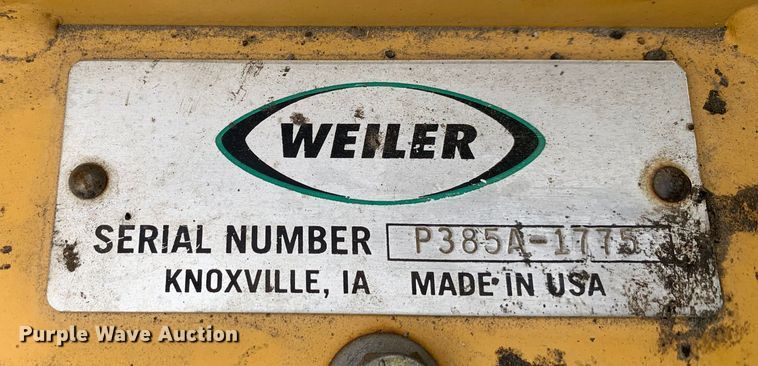 WEILER
SERIAL NUMBER P385A-1775
KNOXVILLE, IA MADE IN USA
Purple Wave Auction